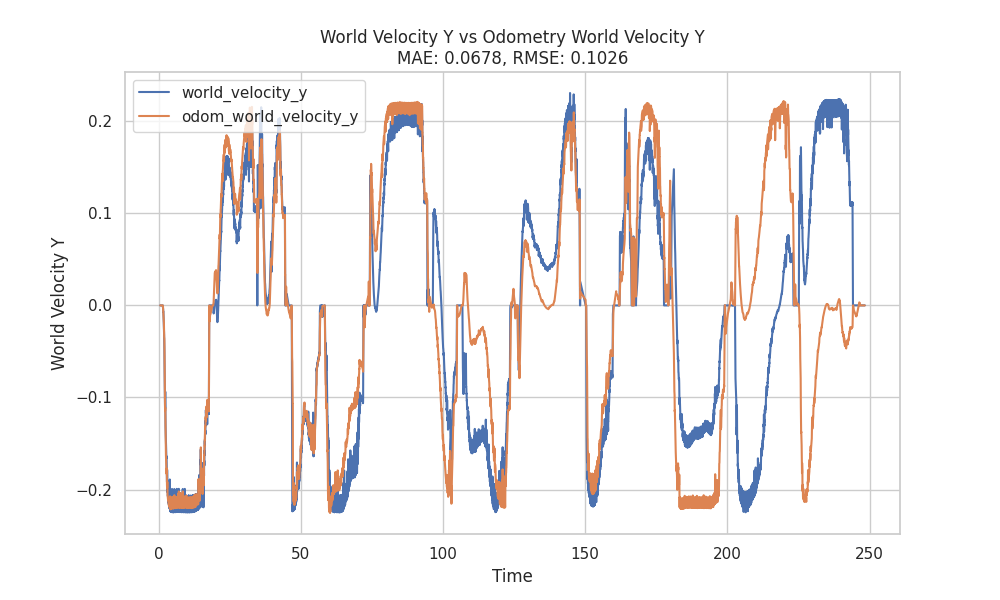 World Velocity Y vs Odometry World Velocity Y
MAE: 0.0678, RMSE: 0.1026
world_velocity_y
odom_world_velocity_y
World Velocity Y
0.2
0.1
0.0
−0.1
−0.2
0 50 100 150 200 250
Time